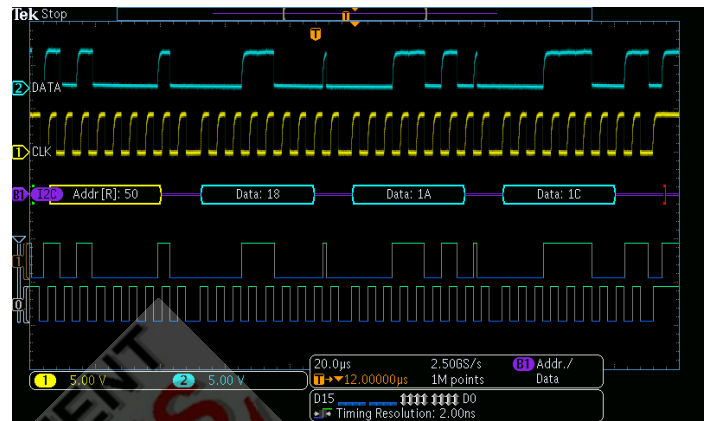 Tek Stop
T
T
2 DATA
1 CLK
B1 I2C Addr[R]: 50 Data: 18 Data: 1A Data: 1C
1
0
1 5.00 V 2 5.00 V
20.0µs 2.50GS/s B1 Addr./
T→▼12.00000µs 1M points Data
D15 D0
Timing Resolution: 2.00ns